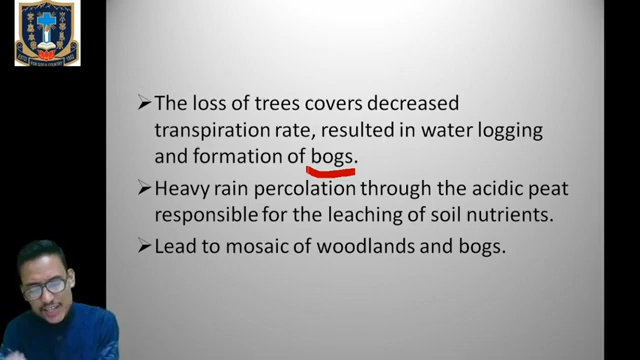 ➤The loss of trees covers decreased
transpiration rate, resulted in water logging
and formation of bogs.
➤Heavy rain percolation through the acidic peat
responsible for the leaching of soil nutrients.
➤Lead to mosaic of woodlands and bogs.